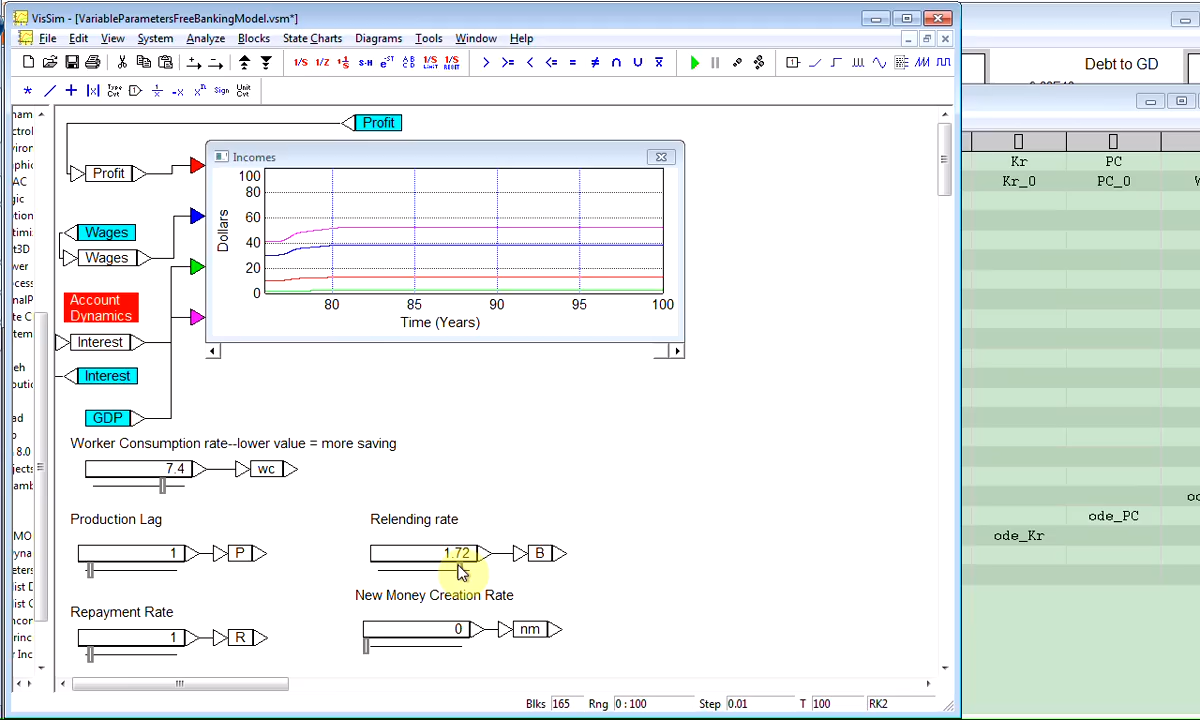 VisSim - [VariableParametersFreeBankingModel.vsm*]
File Edit View System Analyze Blocks State Charts Diagrams Tools Window Help
Debt to GD
Profit
Profit
Wages
Wages
Account
Dynamics
Interest
Interest
GDP
Incomes
Dollars
100
80
60
40
20
0
80 85 90 95 100
Time (Years)
Worker Consumption rate--lower value = more saving
7.4 wc
Production Lag
1 P
Relending rate
1.72 B
New Money Creation Rate
0 nm
Repayment Rate
1 R
Blks 165 Rng 0 : 100 Step 0.01 T 100 RK2
Kr PC
Kr_0 PC_0
ode_PC
ode_Kr